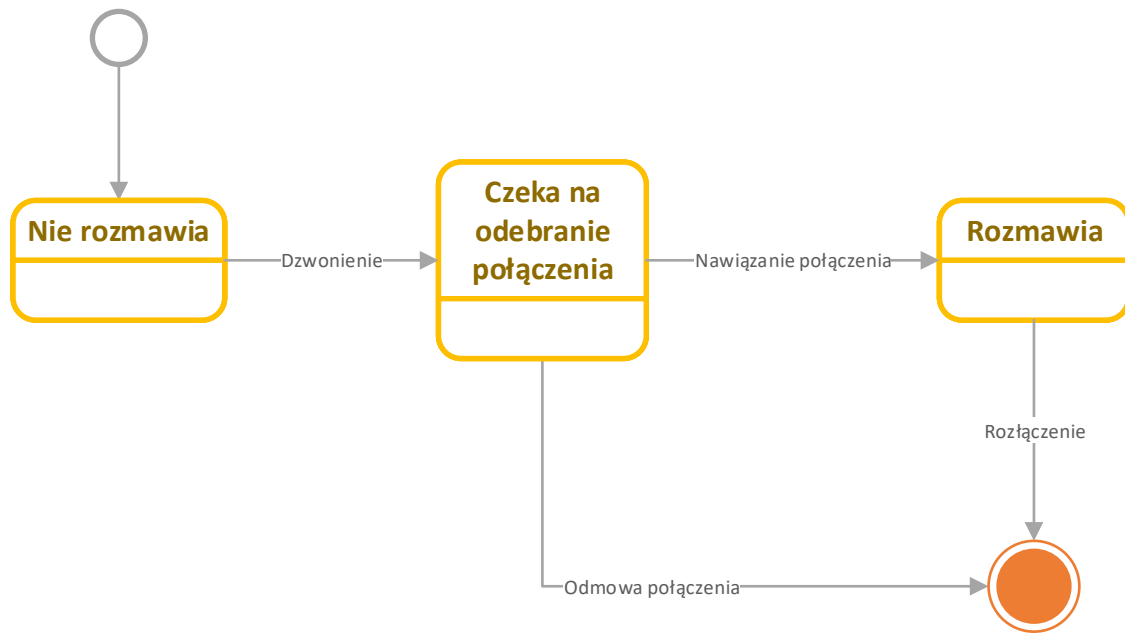 Nie rozmawia
Dzwonienie
Czeka na
odebranie
połączenia
Nawiązanie połączenia
Rozmawia
Rozłączenie
Odmowa połączenia